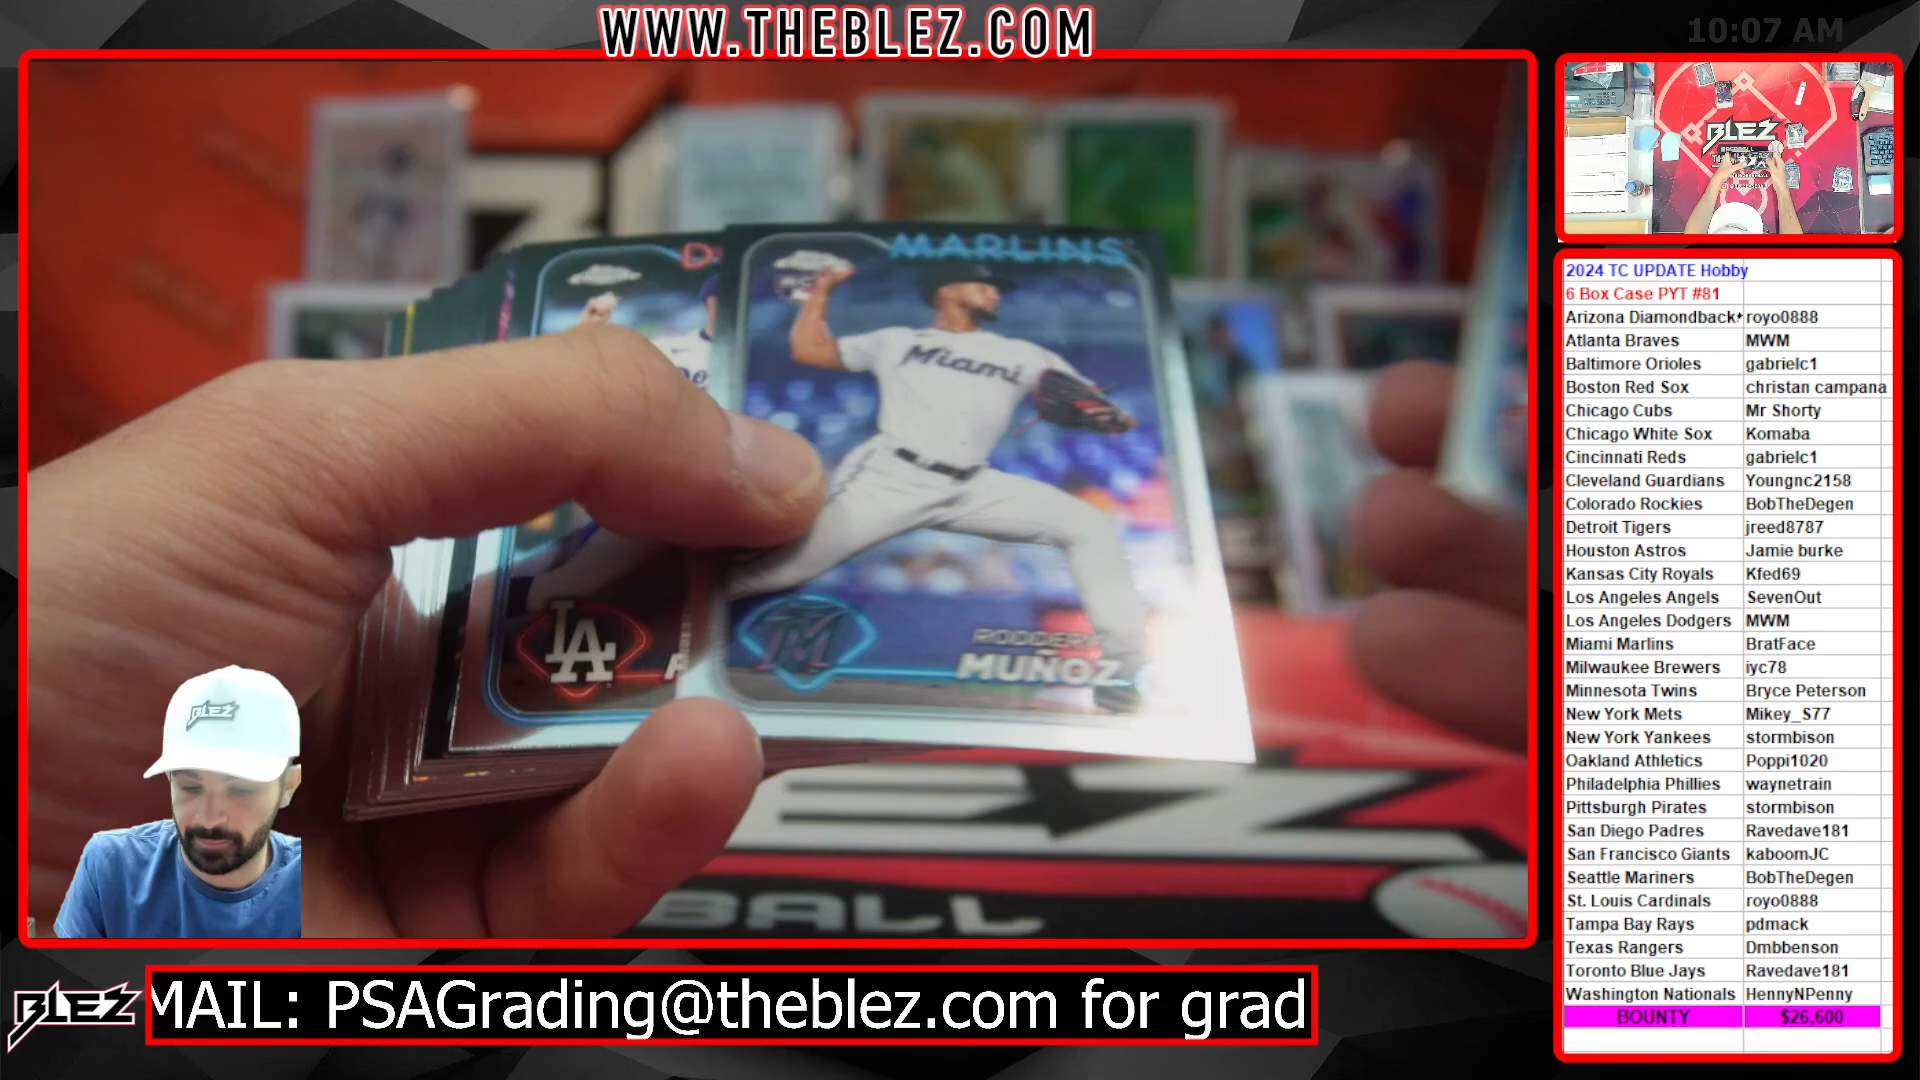 WWW.THEBLEZ.COM
10:07 AM
MARLINS
D
RC
Miami
LA
RODDERY
MUÑOZ
BALL
BLEZ
BLEZ
BLEZ
MAIL: PSAGrading@theblez.com for grad
2024 TC UPDATE Hobby
6 Box Case PYT #81
Arizona Diamondback royo0888
Atlanta Braves MWM
Baltimore Orioles gabrielc1
Boston Red Sox christan campana
Chicago Cubs Mr Shorty
Chicago White Sox Komaba
Cincinnati Reds gabrielc1
Cleveland Guardians Youngnc2158
Colorado Rockies BobTheDegen
Detroit Tigers jreed8787
Houston Astros Jamie burke
Kansas City Royals Kfed69
Los Angeles Angels SevenOut
Los Angeles Dodgers MWM
Miami Marlins BratFace
Milwaukee Brewers iyc78
Minnesota Twins Bryce Peterson
New York Mets Mikey_S77
New York Yankees stormbison
Oakland Athletics Poppi1020
Philadelphia Phillies waynetrain
Pittsburgh Pirates stormbison
San Diego Padres Ravedave181
San Francisco Giants kaboomJC
Seattle Mariners BobTheDegen
St. Louis Cardinals royo0888
Tampa Bay Rays pdmack
Texas Rangers Dmbbenson
Toronto Blue Jays Ravedave181
Washington Nationals HennyNPenny
BOUNTY $26,600